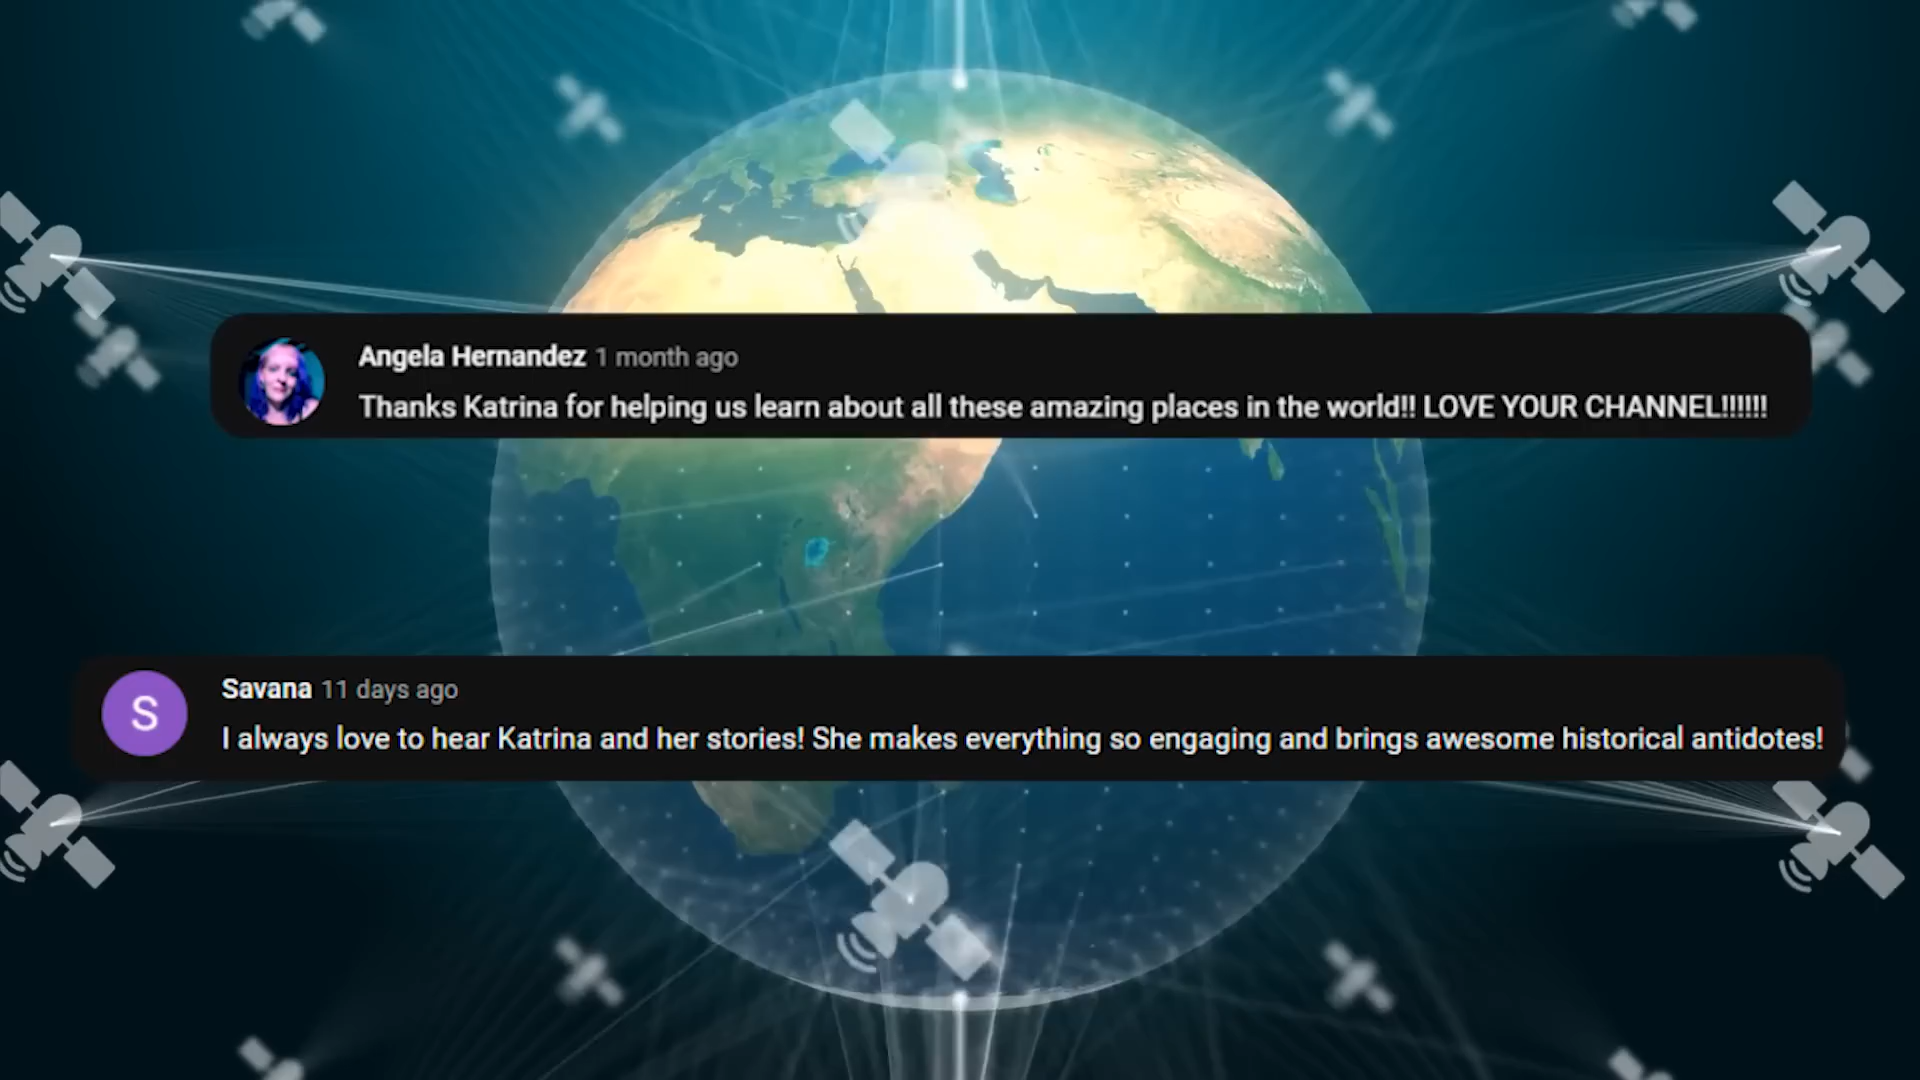 Angela Hernandez 1 month ago
Thanks Katrina for helping us learn about all these amazing places in the world!! LOVE YOUR CHANNEL!!!!!!
S
Savana 11 days ago
I always love to hear Katrina and her stories! She makes everything so engaging and brings awesome historical antidotes!